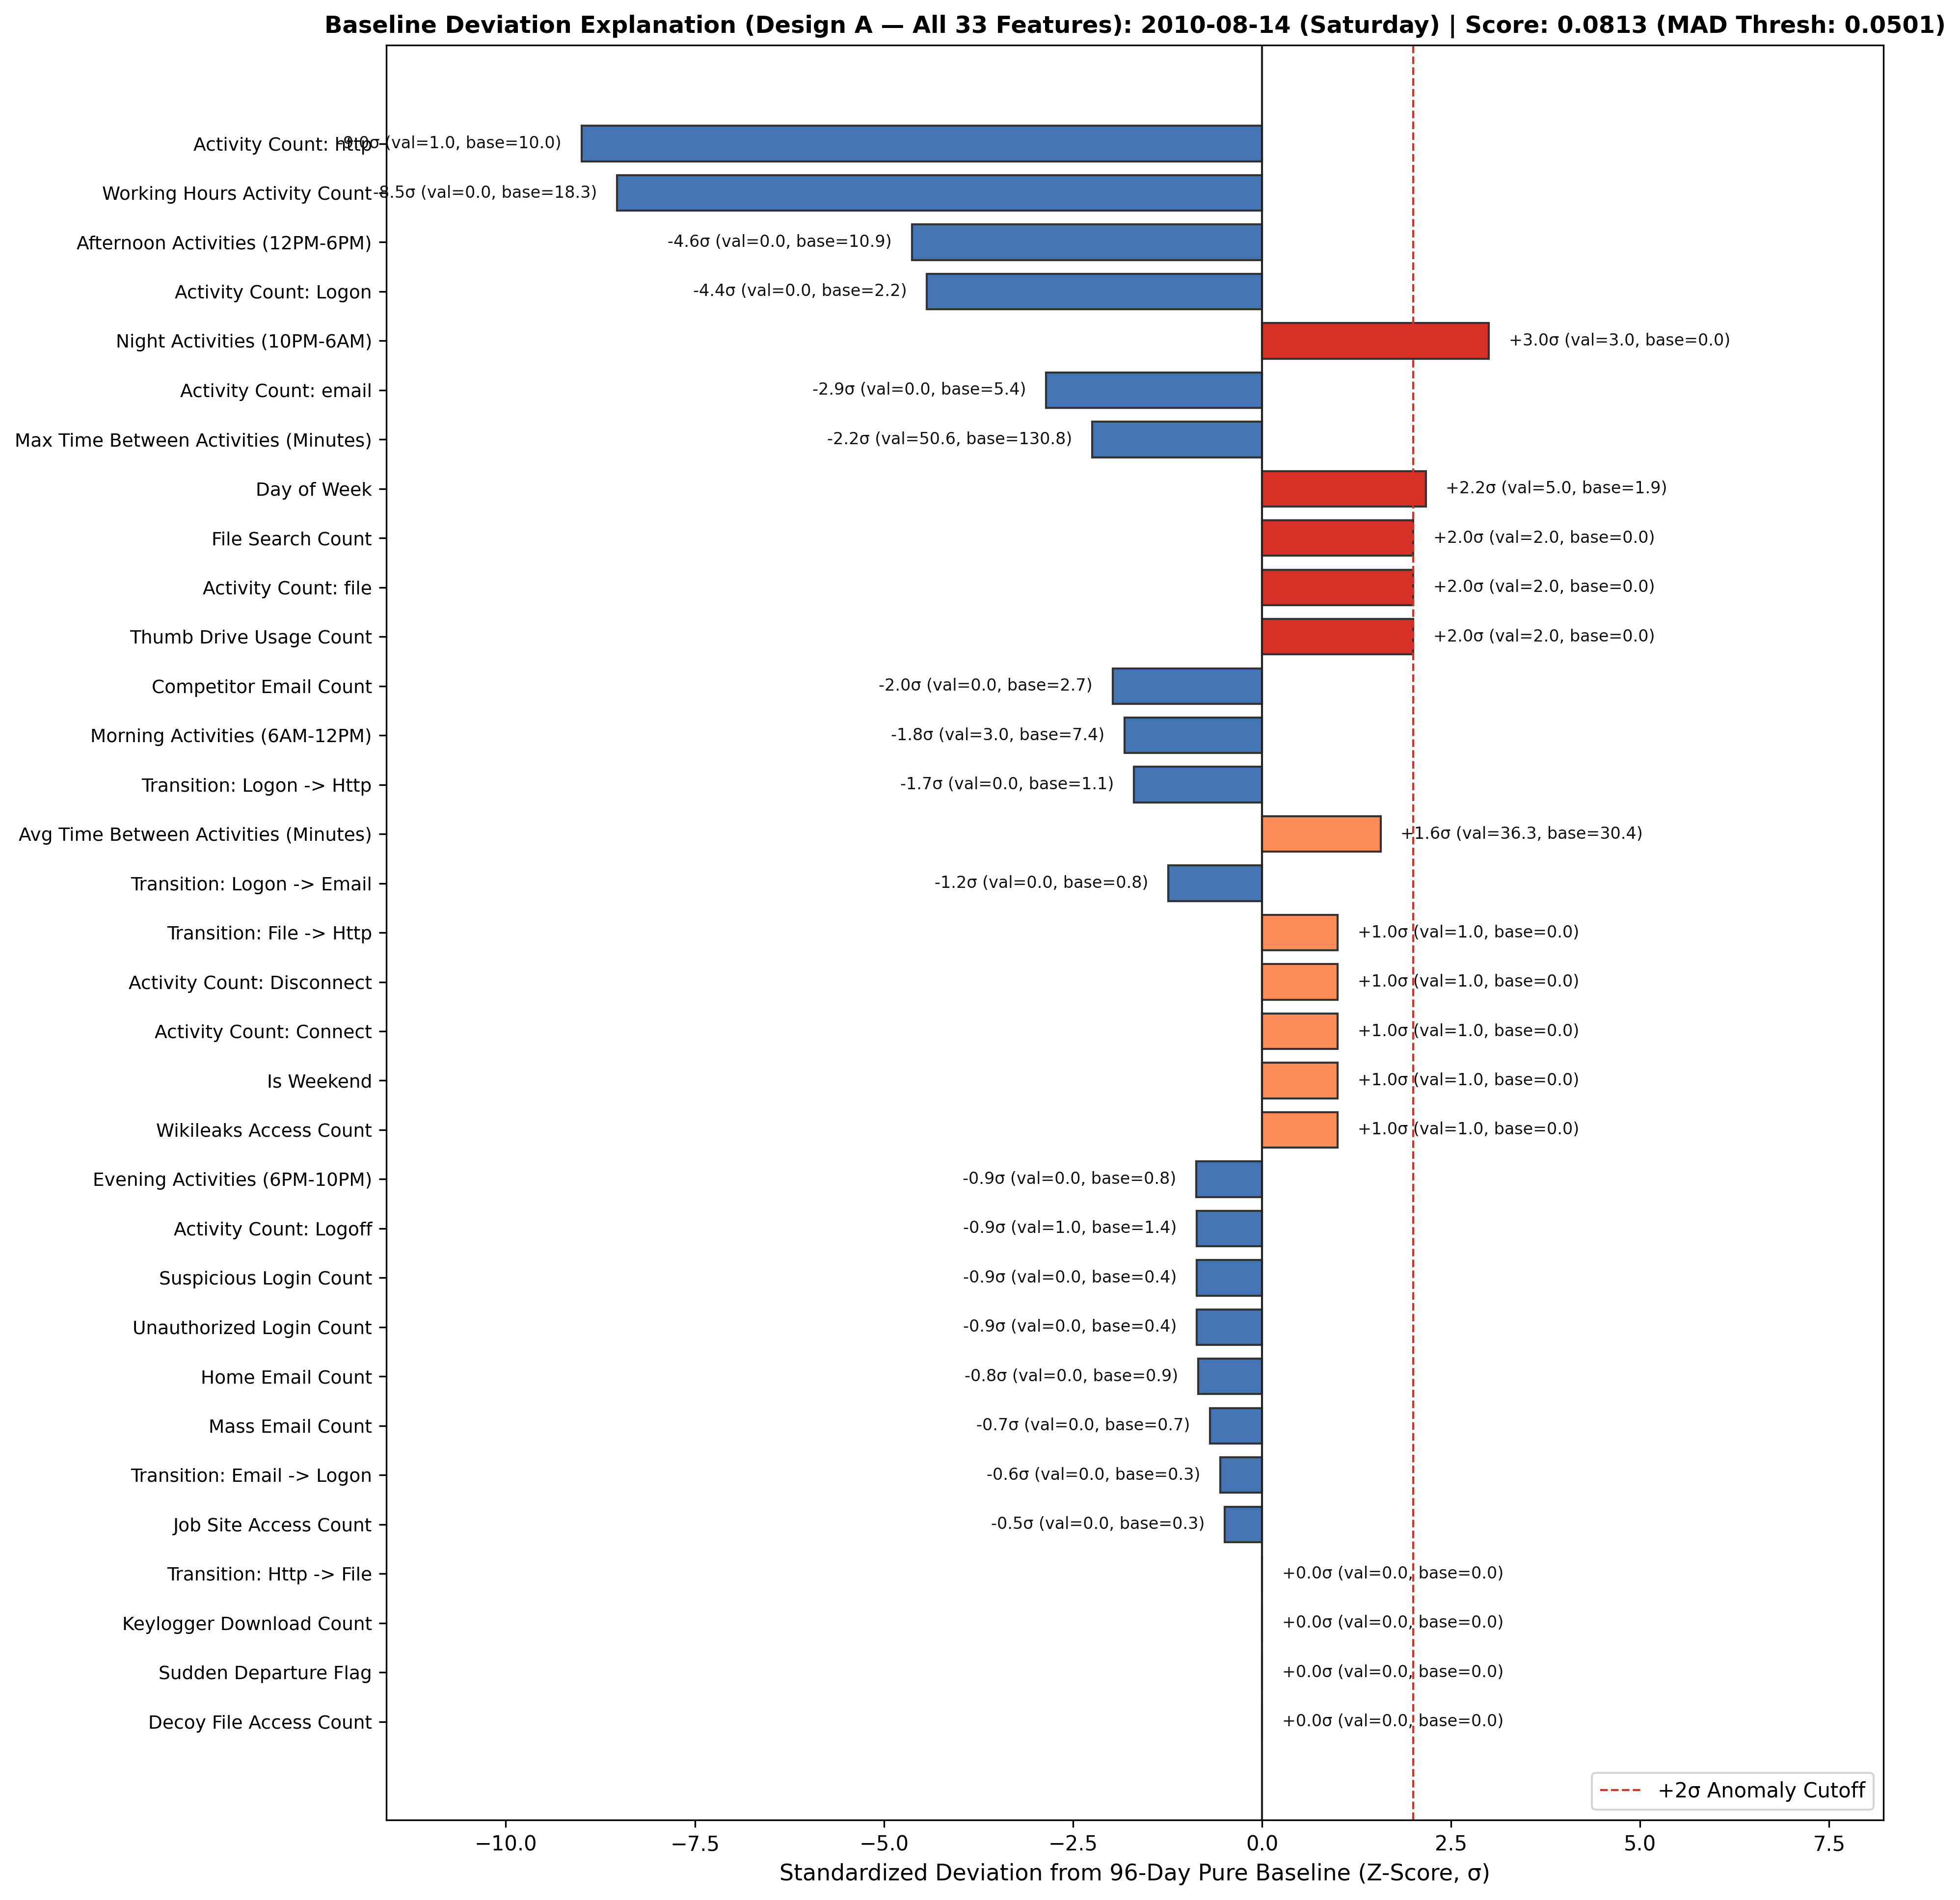 Baseline Deviation Explanation (Design A — All 33 Features): 2010-08-14 (Saturday) | Score: 0.0813 (MAD Thresh: 0.0501)
Activity Count: http -9.0σ (val=1.0, base=10.0)
Working Hours Activity Count -8.5σ (val=0.0, base=18.3)
Afternoon Activities (12PM-6PM) -4.6σ (val=0.0, base=10.9)
Activity Count: Logon -4.4σ (val=0.0, base=2.2)
Night Activities (10PM-6AM) +3.0σ (val=3.0, base=0.0)
Activity Count: email -2.9σ (val=0.0, base=5.4)
Max Time Between Activities (Minutes) -2.2σ (val=50.6, base=130.8)
Day of Week +2.2σ (val=5.0, base=1.9)
File Search Count +2.0σ (val=2.0, base=0.0)
Activity Count: file +2.0σ (val=2.0, base=0.0)
Thumb Drive Usage Count +2.0σ (val=2.0, base=0.0)
Competitor Email Count -2.0σ (val=0.0, base=2.7)
Morning Activities (6AM-12PM) -1.8σ (val=3.0, base=7.4)
Transition: Logon -> Http -1.7σ (val=0.0, base=1.1)
Avg Time Between Activities (Minutes) +1.6σ (val=36.3, base=30.4)
Transition: Logon -> Email -1.2σ (val=0.0, base=0.8)
Transition: File -> Http +1.0σ (val=1.0, base=0.0)
Activity Count: Disconnect +1.0σ (val=1.0, base=0.0)
Activity Count: Connect +1.0σ (val=1.0, base=0.0)
Is Weekend +1.0σ (val=1.0, base=0.0)
Wikileaks Access Count +1.0σ (val=1.0, base=0.0)
Evening Activities (6PM-10PM) -0.9σ (val=0.0, base=0.8)
Activity Count: Logoff -0.9σ (val=1.0, base=1.4)
Suspicious Login Count -0.9σ (val=0.0, base=0.4)
Unauthorized Login Count -0.9σ (val=0.0, base=0.4)
Home Email Count -0.8σ (val=0.0, base=0.9)
Mass Email Count -0.7σ (val=0.0, base=0.7)
Transition: Email -> Logon -0.6σ (val=0.0, base=0.3)
Job Site Access Count -0.5σ (val=0.0, base=0.3)
Transition: Http -> File +0.0σ (val=0.0, base=0.0)
Keylogger Download Count +0.0σ (val=0.0, base=0.0)
Sudden Departure Flag +0.0σ (val=0.0, base=0.0)
Decoy File Access Count +0.0σ (val=0.0, base=0.0)
+2σ Anomaly Cutoff
−10.0 −7.5 −5.0 −2.5 0.0 2.5 5.0 7.5
Standardized Deviation from 96-Day Pure Baseline (Z-Score, σ)